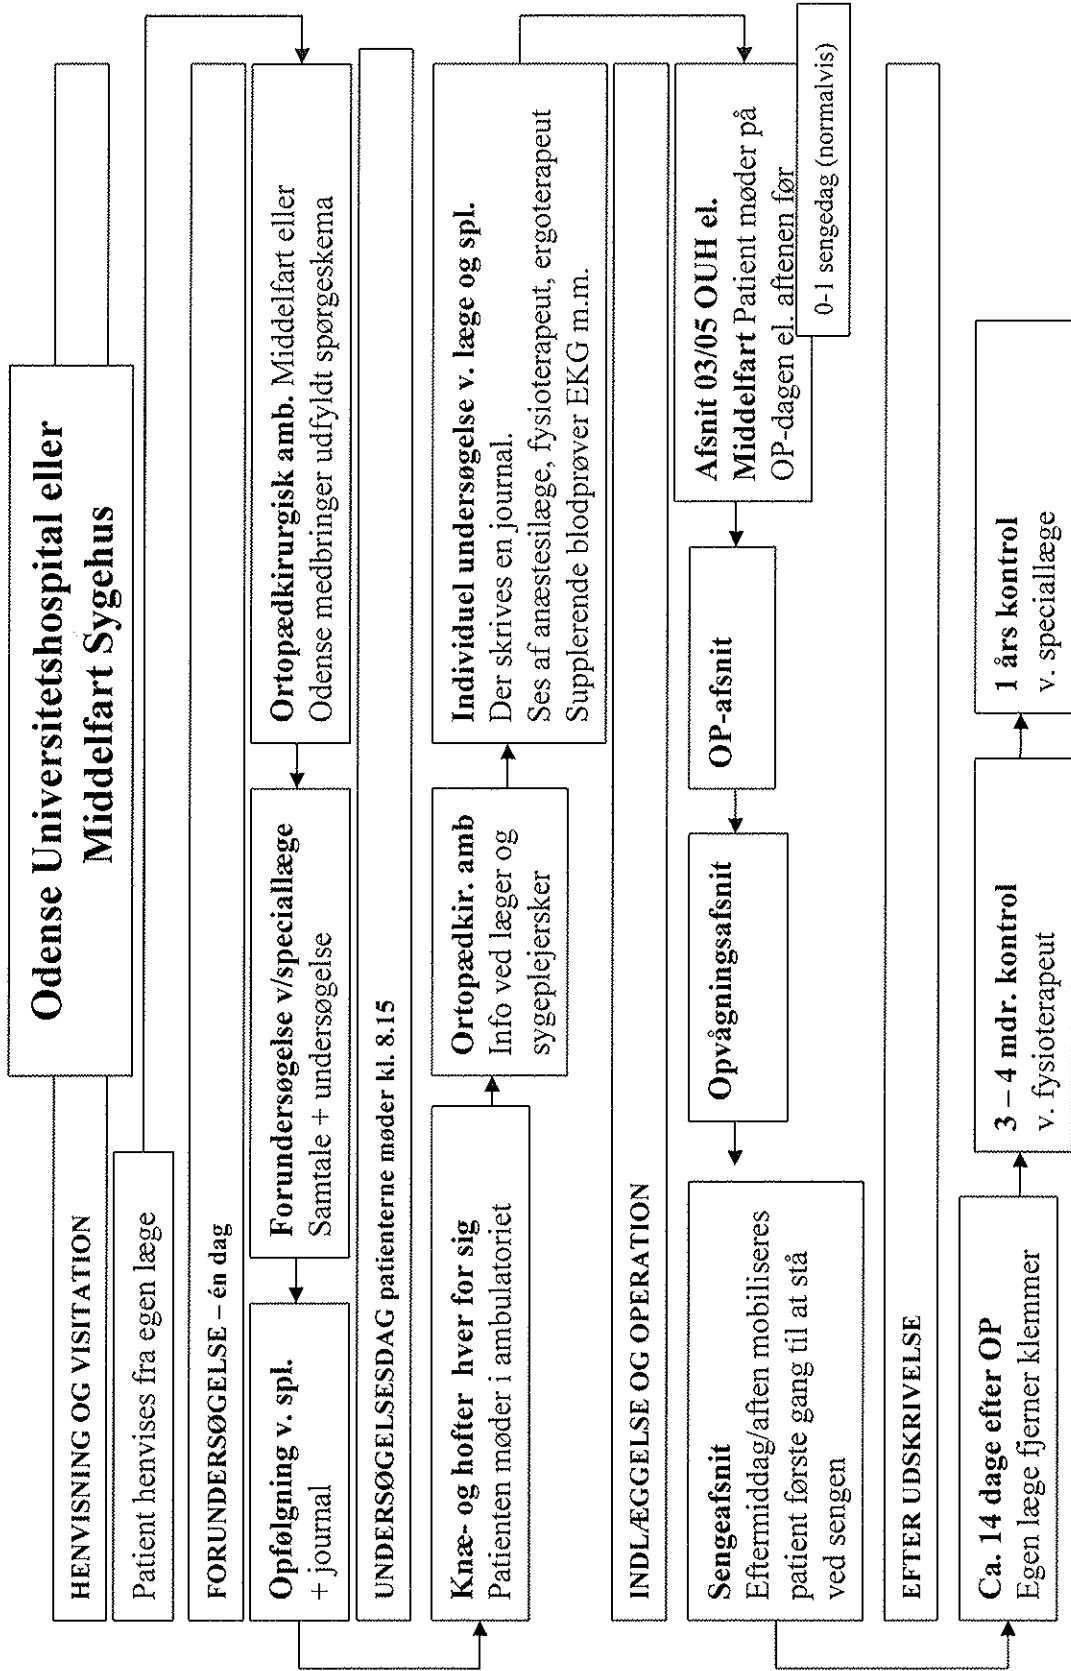 Odense Universitetshospital eller
Middelfart Sygehus
HENVISNING OG VISITATION
Patient henvises fra egen læge
FORUNDERSØGELSE – én dag
Ortopædkirurgisk amb. Middelfart eller
Odense medbringer udfyldt spørgeskema
Forundersøgelse v/speciallæge
Samtale + undersøgelse
Opfølgning v. spl.
+ journal
UNDERSØGELSESDAG patienterne møder kl. 8.15
Knæ- og hofter hver for sig
Patienten møder i ambulatoriet
Ortopædkir. amb
Info ved læger og
sygeplejersker
Individuel undersøgelse v. læge og spl.
Der skrives en journal.
Ses af anæstesilæge, fysioterapeut, ergoterapeut
Supplerende blodprøver EKG m.m.
INDLÆGGELSE OG OPERATION
Afsnit 03/05 OUH el.
Middelfart Patient møder på
OP-dagen el. aftenen før
0-1 sengedag (normalvis)
OP-afsnit
Opvågningsafsnit
Sengeafsnit
Eftermiddag/aften mobiliseres
patient første gang til at stå
ved sengen
EFTER UDSKRIVELSE
Ca. 14 dage efter OP
Egen læge fjerner klemmer
3 – 4 mdr. kontrol
v. fysioterapeut
1 års kontrol
v. speciallæge